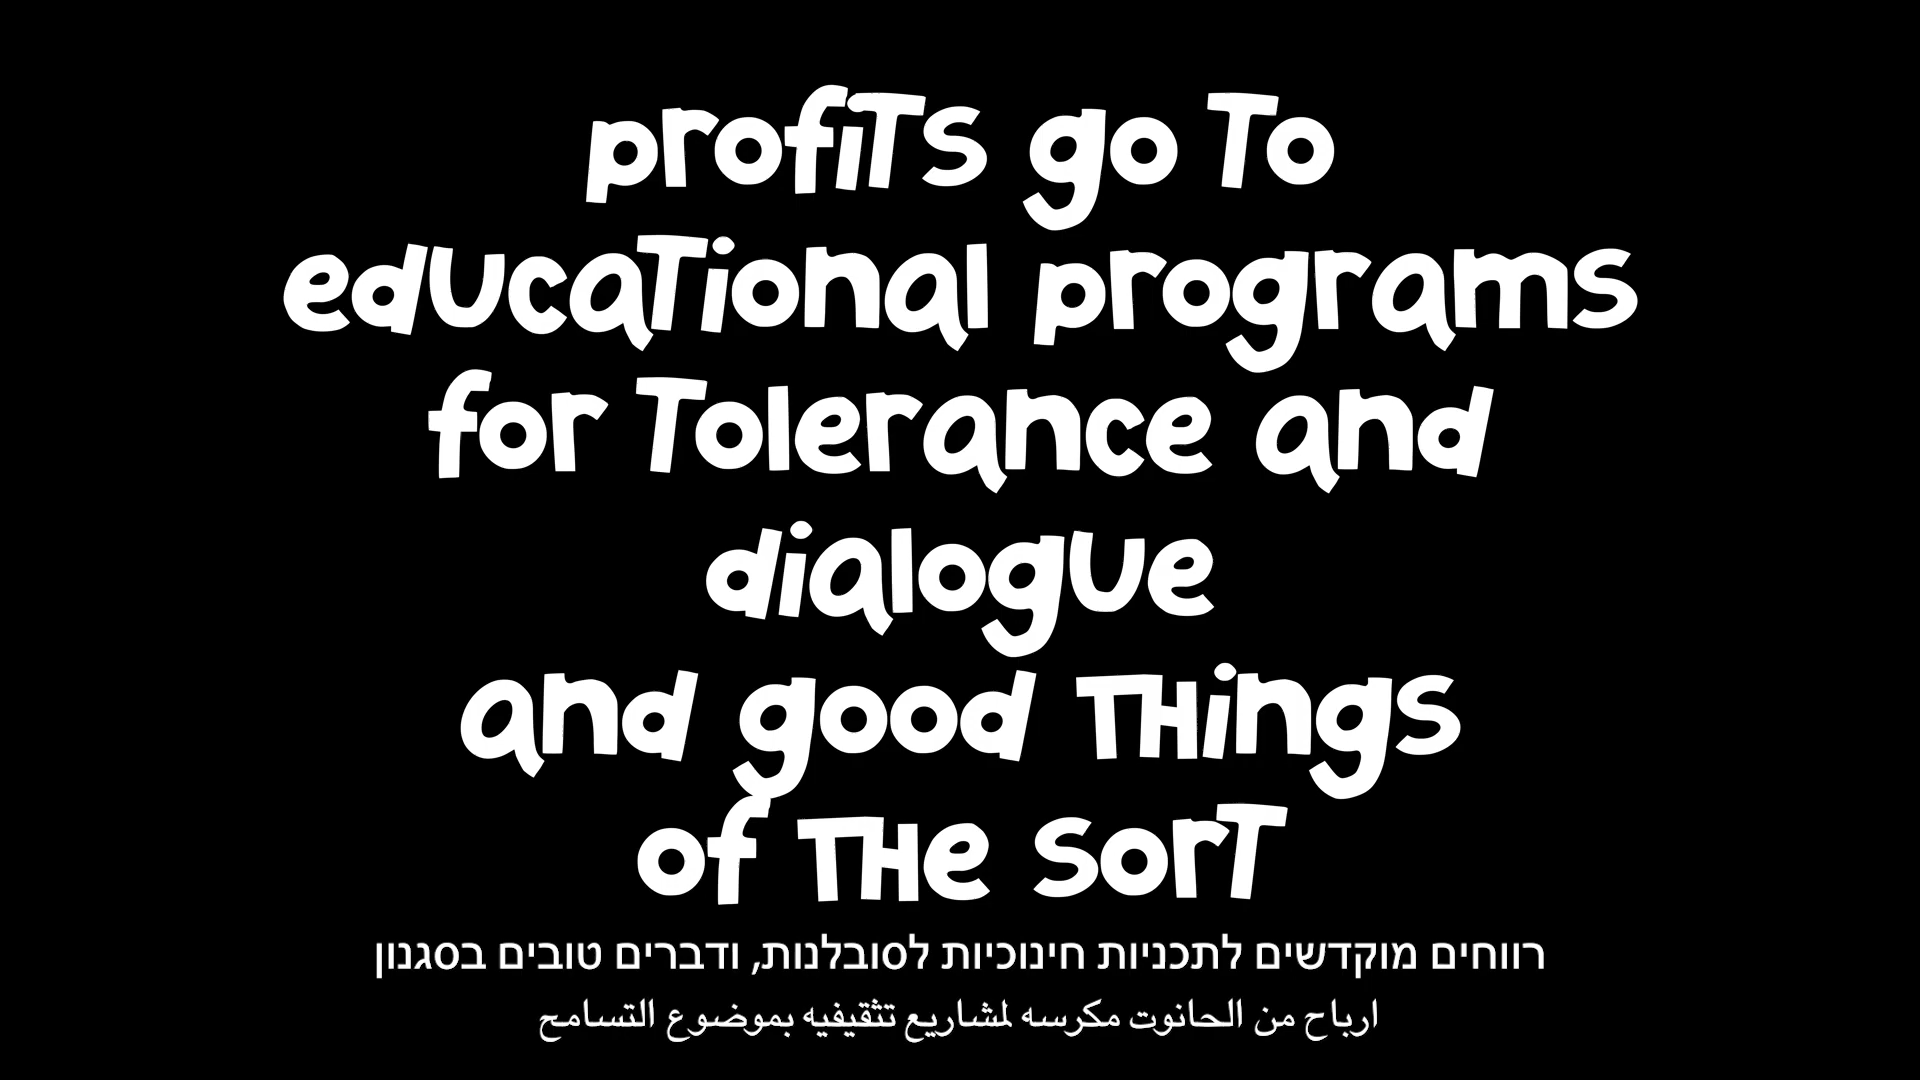 profiTs go To
educaTional programs
for Tolerance and
dialogue
and good THings
of THe sorT
רווחים מוקדשים לתכניות חינוכיות לסובלנות, ודברים טובים בסגנון
ارباح من الحانوت مكرسه لمشاريع تثقيفيه بموضوع التسامح